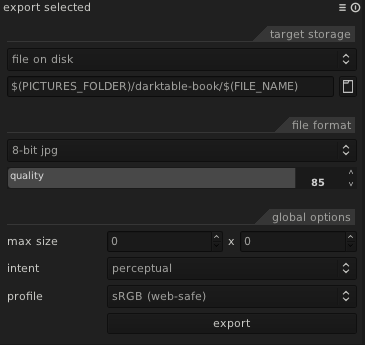 export selected
target storage
file on disk
$(PICTURES_FOLDER)/darktable-book/$(FILE_NAME)
file format
8-bit jpg
quality
85
global options
max size 0 x 0
intent perceptual
profile sRGB (web-safe)
export